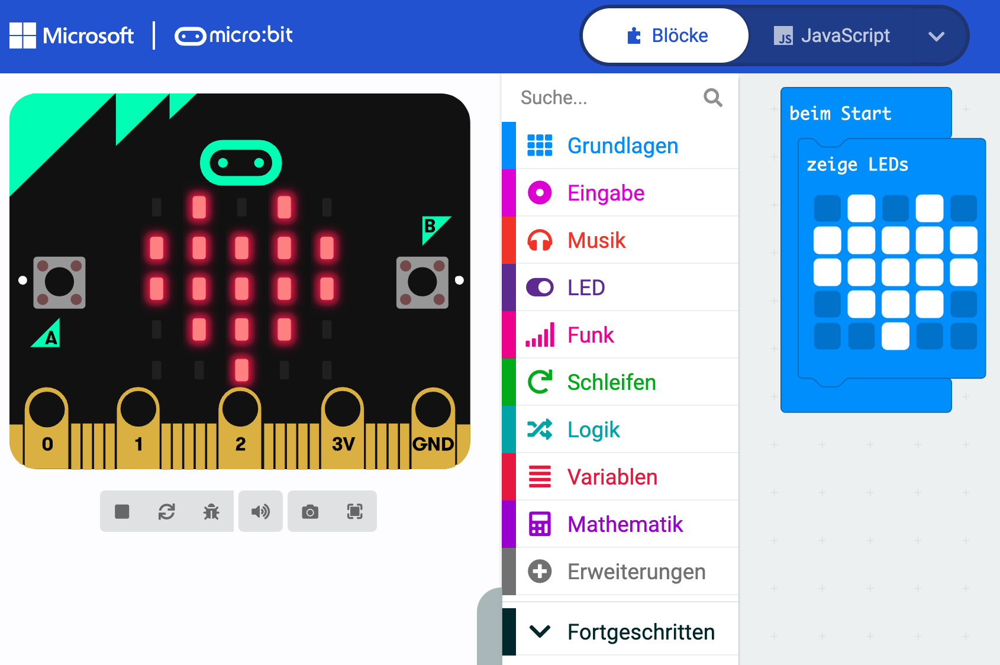 Microsoft
micro:bit
Blöcke
JS JavaScript
Suche...
Grundlagen
Eingabe
Musik
LED
Funk
Schleifen
Logik
Variablen
Mathematik
Erweiterungen
Fortgeschritten
B
A
0 1 2 3V GND
beim Start
zeige LEDs